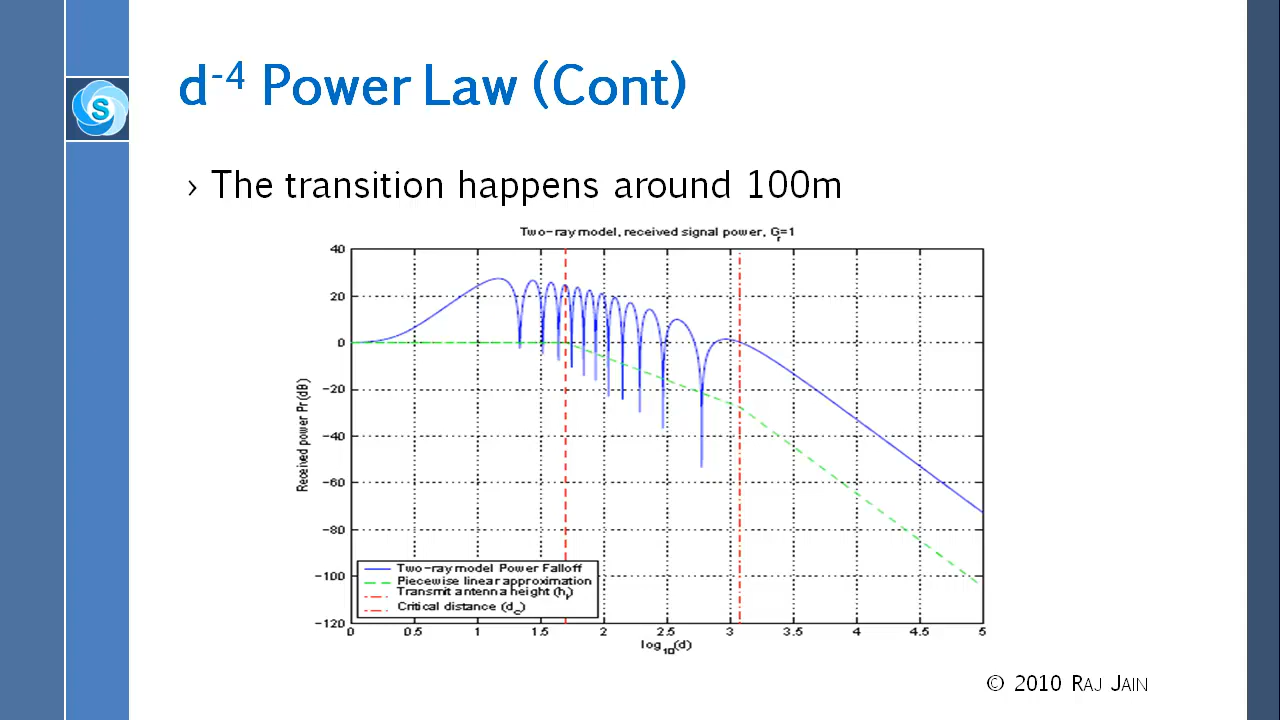 d-4 Power Law (Cont)
S
› The transition happens around 100m
Two-ray model, received signal power, Gr=1
40
20
0
-20
-40
-60
-80
-100
-120
Received power Pr(dB)
Two-ray model Power Falloff
Piecewise linear approximation
Transmit antenna height (ht)
Critical distance (dc)
0 0.5 1 1.5 2 2.5 3 3.5 4 4.5 5
log10(d)
© 2010 Raj Jain